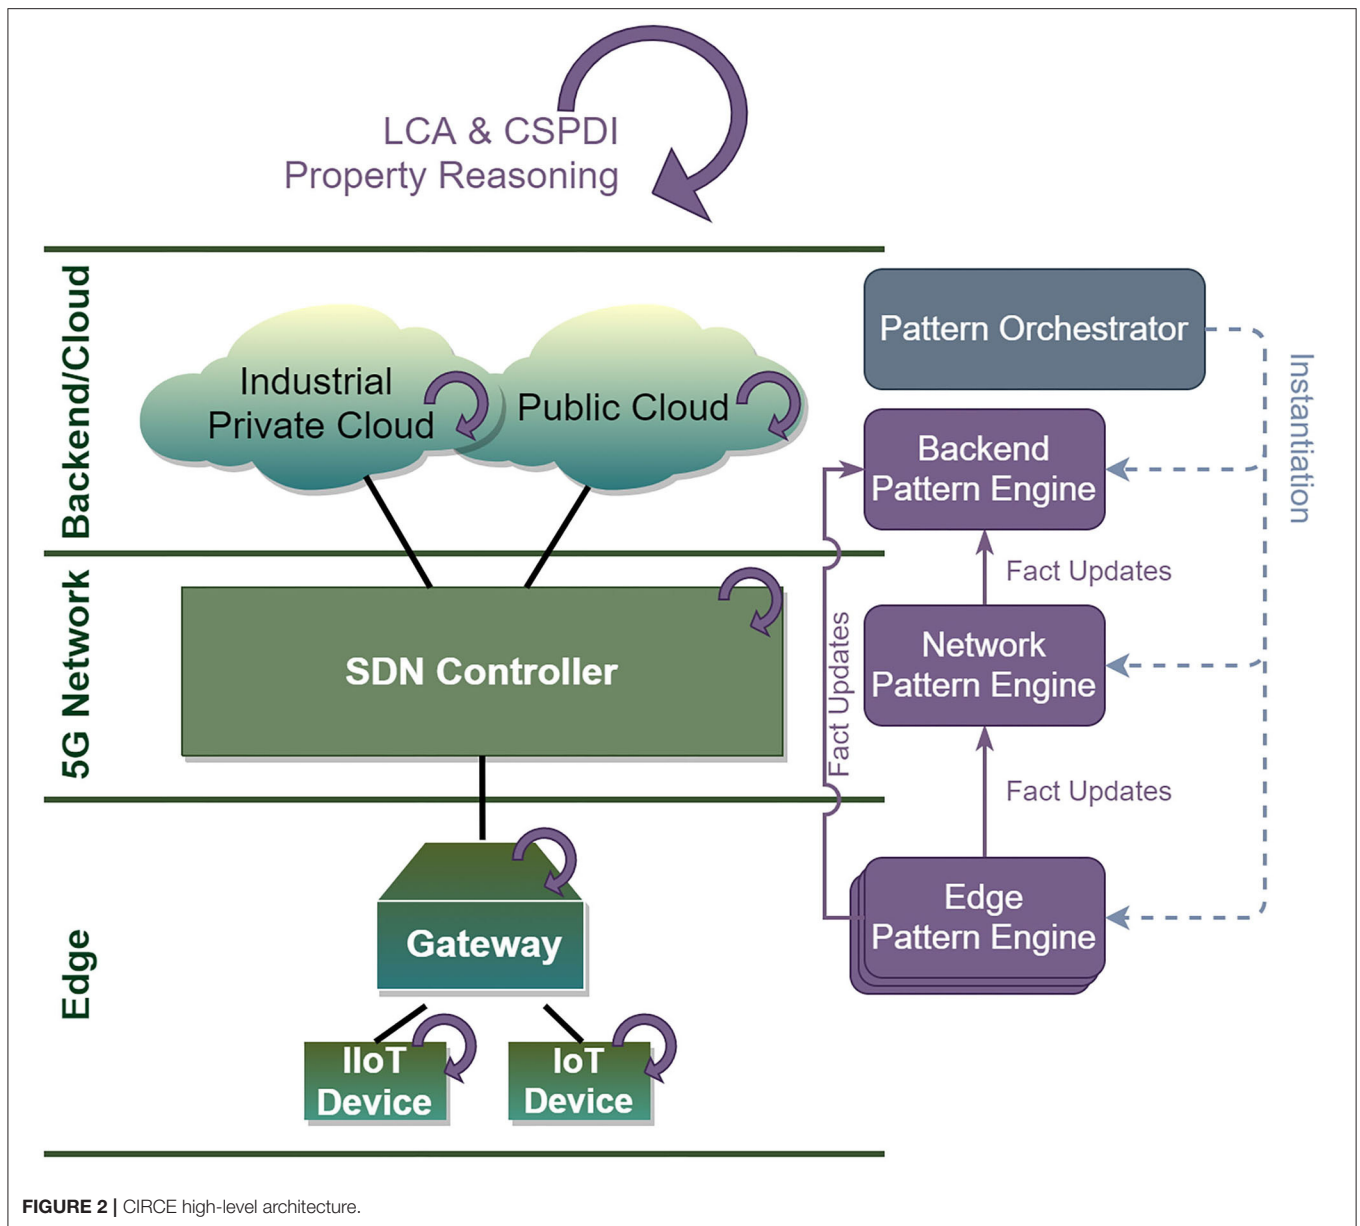 LCA & CSPDI
Property Reasoning
Backend/Cloud
Industrial
Private Cloud
Public Cloud
Pattern Orchestrator
Instantiation
Backend
Pattern Engine
Fact Updates
5G Network
SDN Controller
Fact Updates
Network
Pattern Engine
Fact Updates
Edge
Gateway
Edge
Pattern Engine
IIoT
Device
IoT
Device
FIGURE 2 | CIRCE high-level architecture.